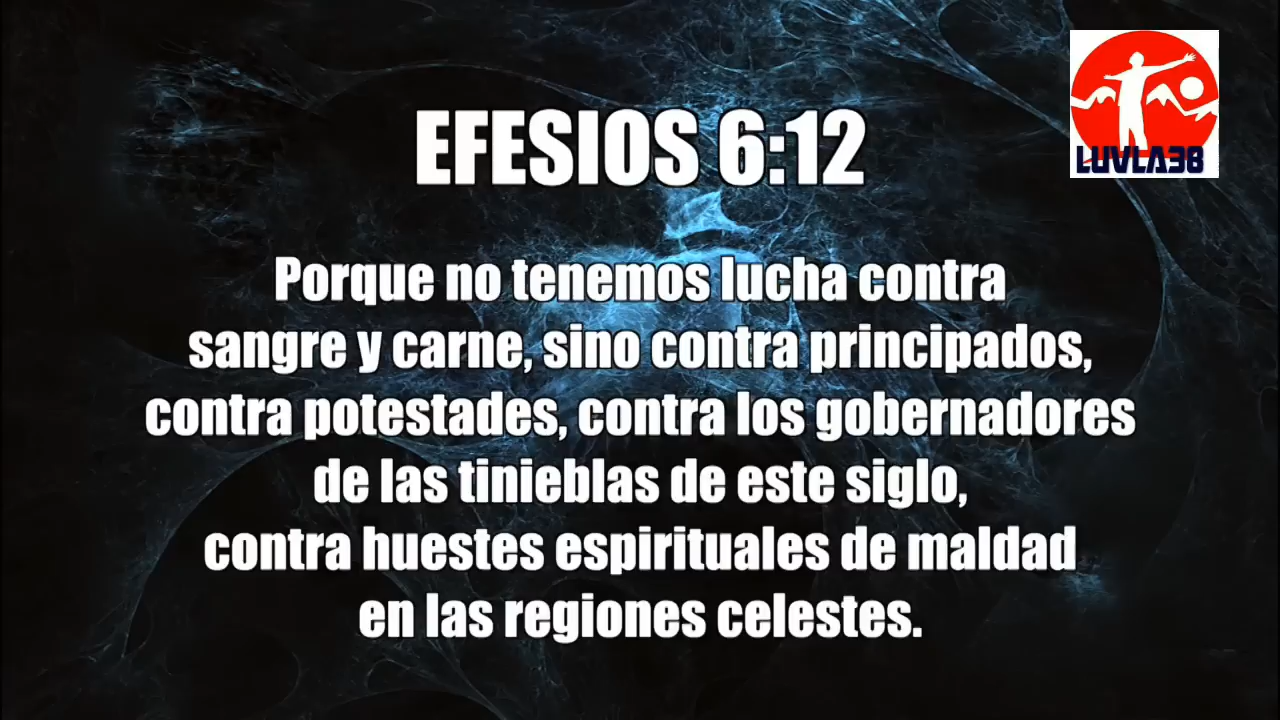 LUVLA38
EFESIOS 6:12
Porque no tenemos lucha contra
sangre y carne, sino contra principados,
contra potestades, contra los gobernadores
de las tinieblas de este siglo,
contra huestes espirituales de maldad
en las regiones celestes.